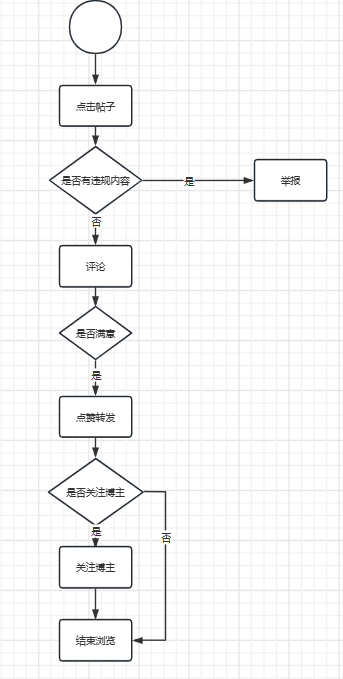 点击帖子
是否有违规内容
是
举报
否
评论
是否满意
是
点赞转发
是否关注博主
是
否
关注博主
结束浏览